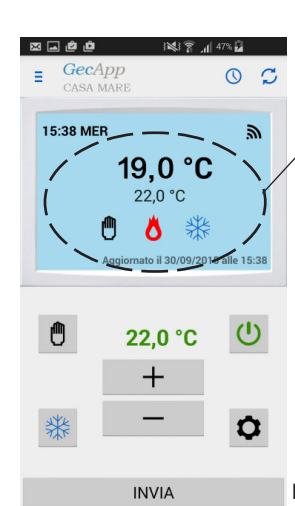 47%
GecApp
CASA MARE
15:38 MER
19,0 °C
22,0 °C
Aggiornato il 30/09/2015 alle 15:38
22,0 °C
+
−
INVIA